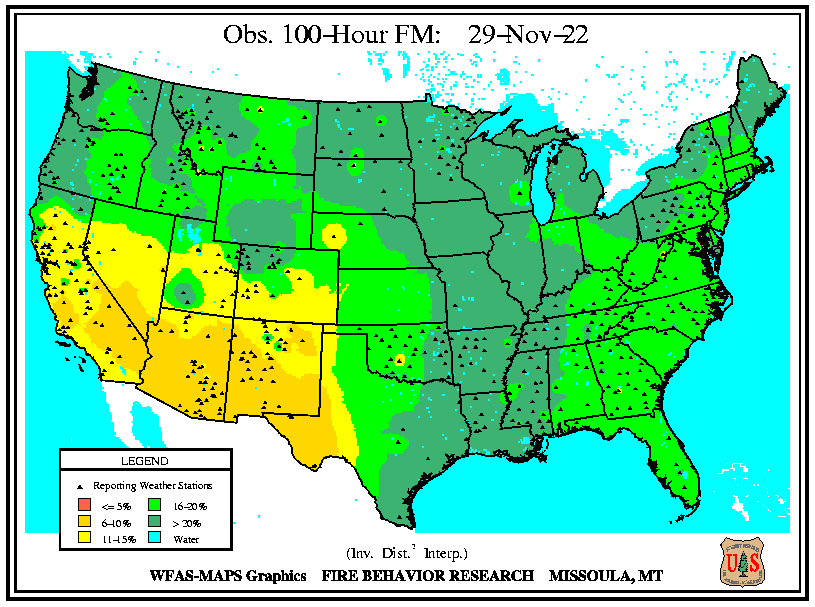 Obs. 100-Hour FM: 29-Nov-22
LEGEND
Reporting Weather Stations
<= 5%
6-10%
11-15%
16-20%
> 20%
Water
(Inv. Dist.² Interp.)
WFAS-MAPS Graphics FIRE BEHAVIOR RESEARCH MISSOULA, MT
U S